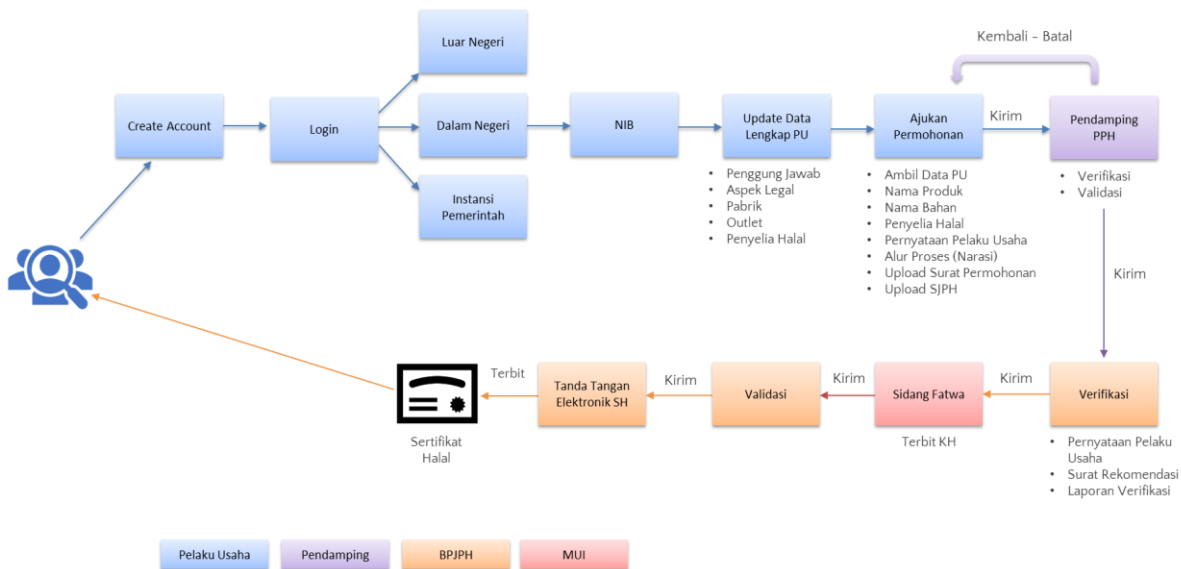 Luar Negeri
Kembali – Batal
Create Account
Login
Dalam Negeri
NIB
Update Data
Lengkap PU
Ajukan
Permohonan
Kirim
Pendamping
PPH
• Penggung Jawab
• Aspek Legal
• Pabrik
• Outlet
• Penyelia Halal
• Ambil Data PU
• Nama Produk
• Nama Bahan
• Penyelia Halal
• Pernyataan Pelaku Usaha
• Alur Proses (Narasi)
• Upload Surat Permohonan
• Upload SJPH
• Verifikasi
• Validasi
Instansi
Pemerintah
Kirim
Verifikasi
• Pernyataan Pelaku
Usaha
• Surat Rekomendasi
• Laporan Verifikasi
Kirim
Sidang Fatwa
Terbit KH
Kirim
Validasi
Kirim
Tanda Tangan
Elektronik SH
Terbit
Sertifikat
Halal
Pelaku Usaha
Pendamping
BPJPH
MUI